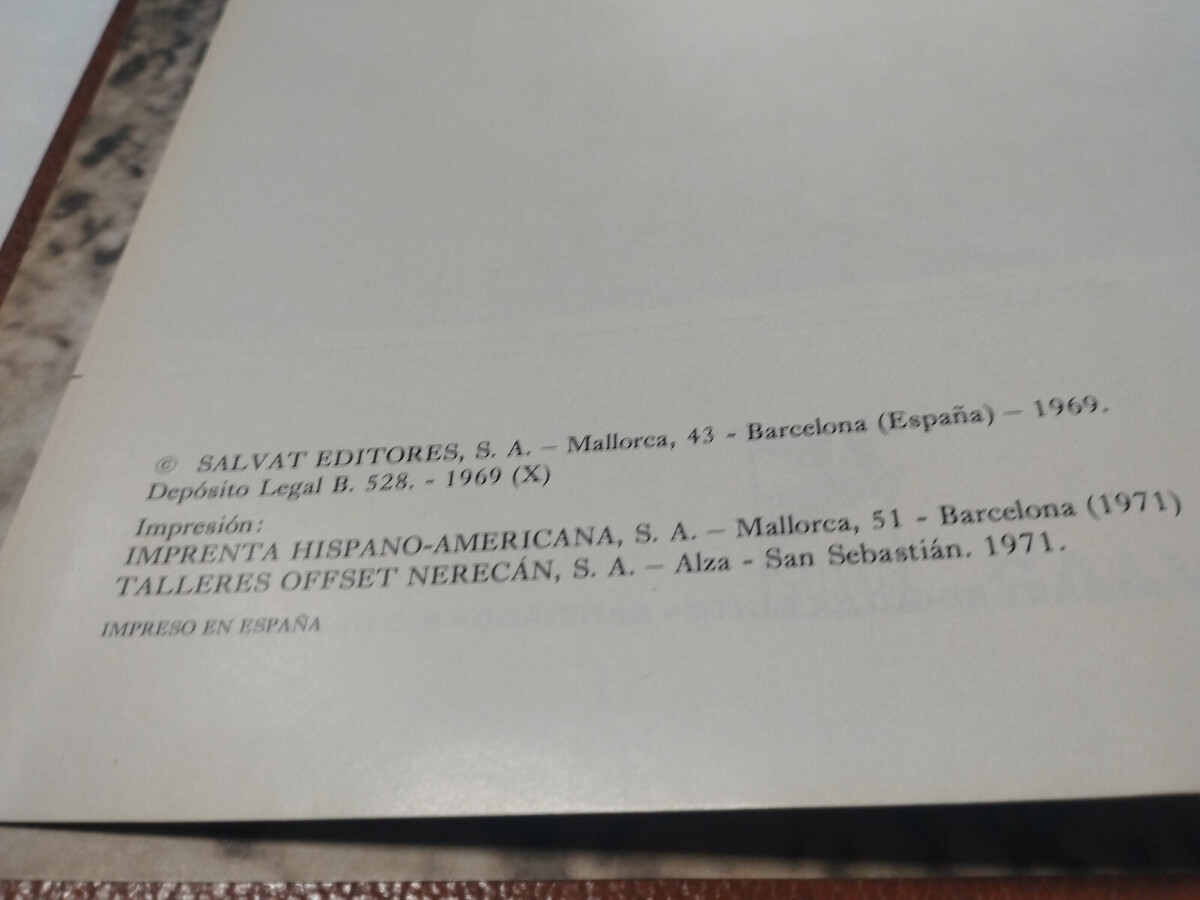 © SALVAT EDITORES, S. A. – Mallorca, 43 - Barcelona (España) – 1969.
Depósito Legal B. 528. - 1969 (X)
Impresión:
IMPRENTA HISPANO-AMERICANA, S. A. – Mallorca, 51 - Barcelona (1971)
TALLERES OFFSET NERECÁN, S. A. – Alza - San Sebastián. 1971.
IMPRESO EN ESPAÑA